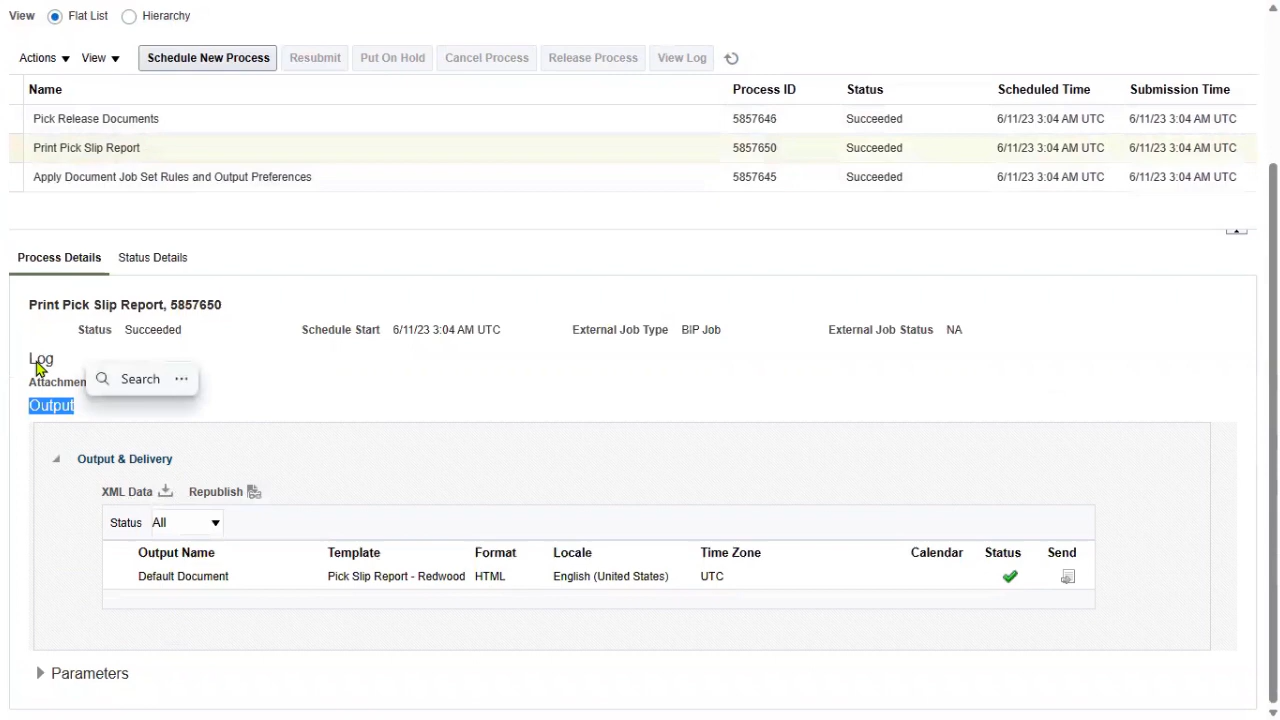 View Flat List Hierarchy
Actions View Schedule New Process Resubmit Put On Hold Cancel Process Release Process View Log
Name Process ID Status Scheduled Time Submission Time
Pick Release Documents 5857646 Succeeded 6/11/23 3:04 AM UTC 6/11/23 3:04 AM UTC
Print Pick Slip Report 5857650 Succeeded 6/11/23 3:04 AM UTC 6/11/23 3:04 AM UTC
Apply Document Job Set Rules and Output Preferences 5857645 Succeeded 6/11/23 3:04 AM UTC 6/11/23 3:04 AM UTC
Process Details Status Details
Print Pick Slip Report, 5857650
Status Succeeded Schedule Start 6/11/23 3:04 AM UTC External Job Type BIP Job External Job Status NA
Log
Attachmen Search ...
Output
Output & Delivery
XML Data Republish
Status All
Output Name Template Format Locale Time Zone Calendar Status Send
Default Document Pick Slip Report - Redwood HTML English (United States) UTC
Parameters